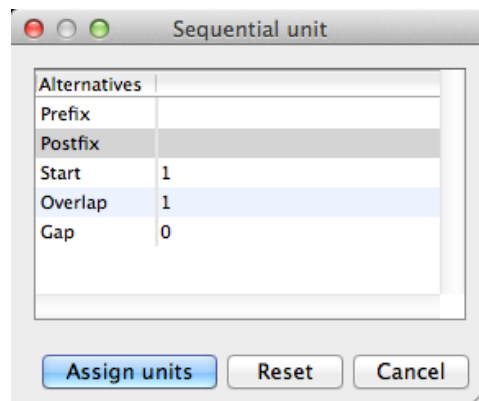 Sequential unit
Alternatives
Prefix
Postfix
Start 1
Overlap 1
Gap 0
Assign units Reset Cancel